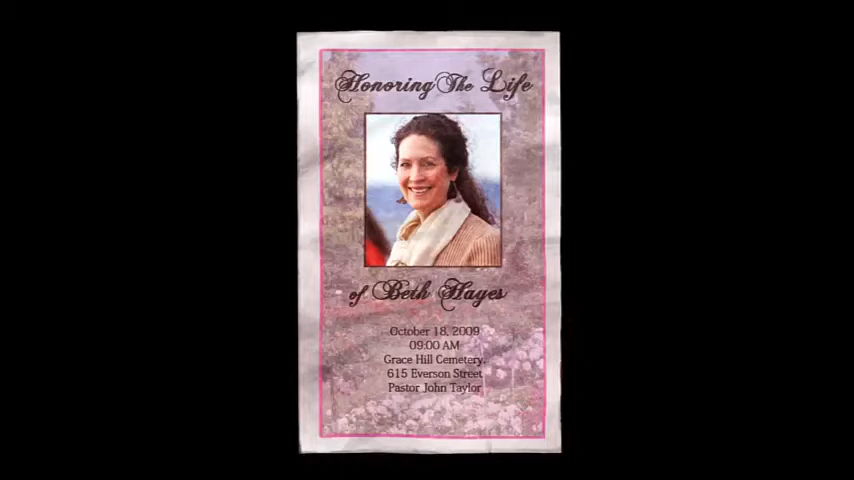 Honoring The Life
of Beth Hayes
October 18, 2009
09:00 AM
Grace Hill Cemetery.
615 Everson Street
Pastor John Taylor